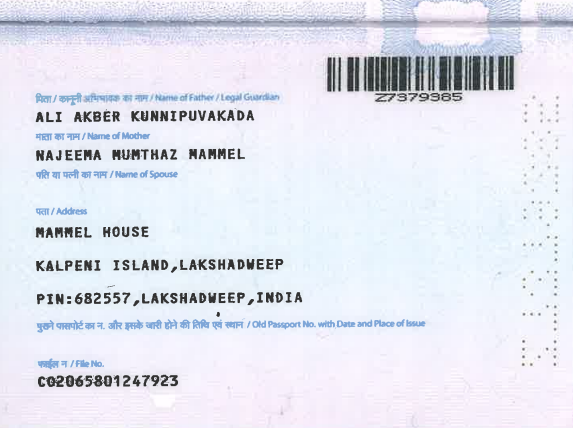 Z7379385
पिता / कानूनी अभिभावक का नाम / Name of Father / Legal Guardian
ALI AKBER KUNNIPUVAKADA
माता का नाम / Name of Mother
NAJEEMA MUMTHAZ MAMMEL
पति या पत्नी का नाम / Name of Spouse
पता / Address
MAMMEL HOUSE
KALPENI ISLAND,LAKSHADWEEP
PIN:682557,LAKSHADWEEP,INDIA
पुराने पासपोर्ट का न. और इसके जारी होने की तिथि एवं स्थान / Old Passport No. with Date and Place of Issue
फाईल न / File No.
CO2065801247923